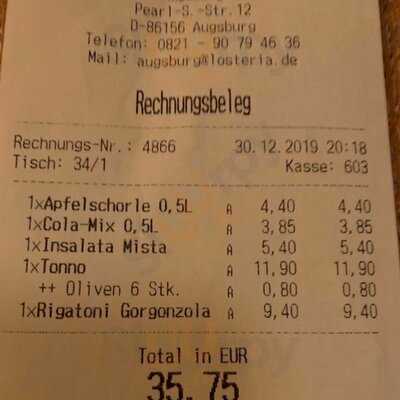 Pearl-S.-Str.12
D-86156 Augsburg
Telefon: 0821 - 90 79 46 36
Mail: augsburg@losteria.de
Rechnungsbeleg
Rechnungs-Nr.: 4866 30.12.2019 20:18
Tisch: 34/1 Kasse: 603
1xApfelschorle 0,5L A 4,40 4,40
1xCola-Mix 0,5L A 3,85 3,85
1xInsalata Mista A 5,40 5,40
1xTonno A 11,90 11,90
++ Oliven 6 Stk. A 0,80 0,80
1xRigatoni Gorgonzola A 9,40 9,40
Total in EUR
35,75